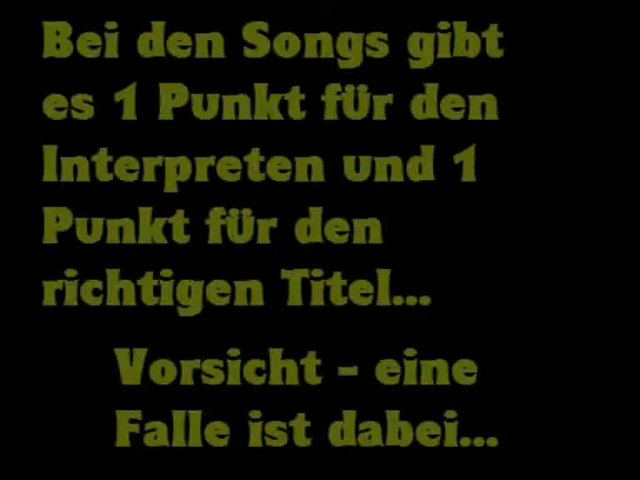 Bei den Songs gibt
es 1 Punkt für den
Interpreten und 1
Punkt für den
richtigen Titel...
Vorsicht - eine
Falle ist dabei...